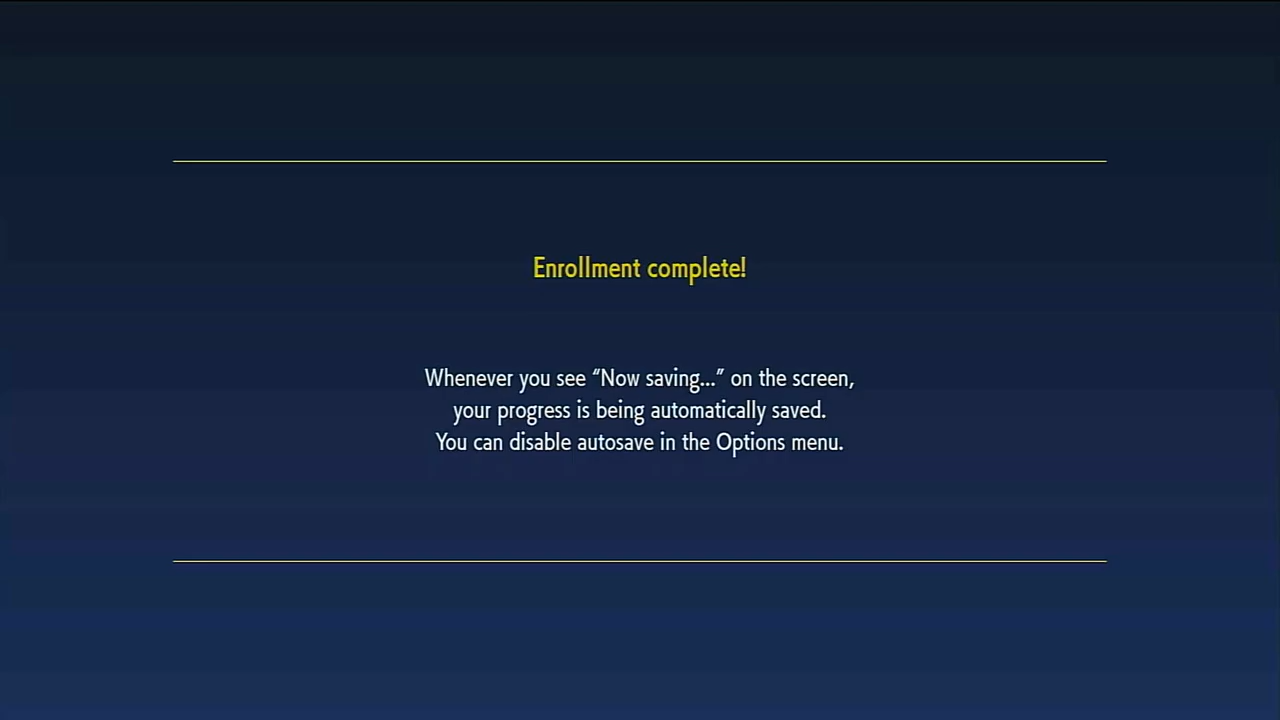 Enrollment complete!
Whenever you see “Now saving...” on the screen,
your progress is being automatically saved.
You can disable autosave in the Options menu.